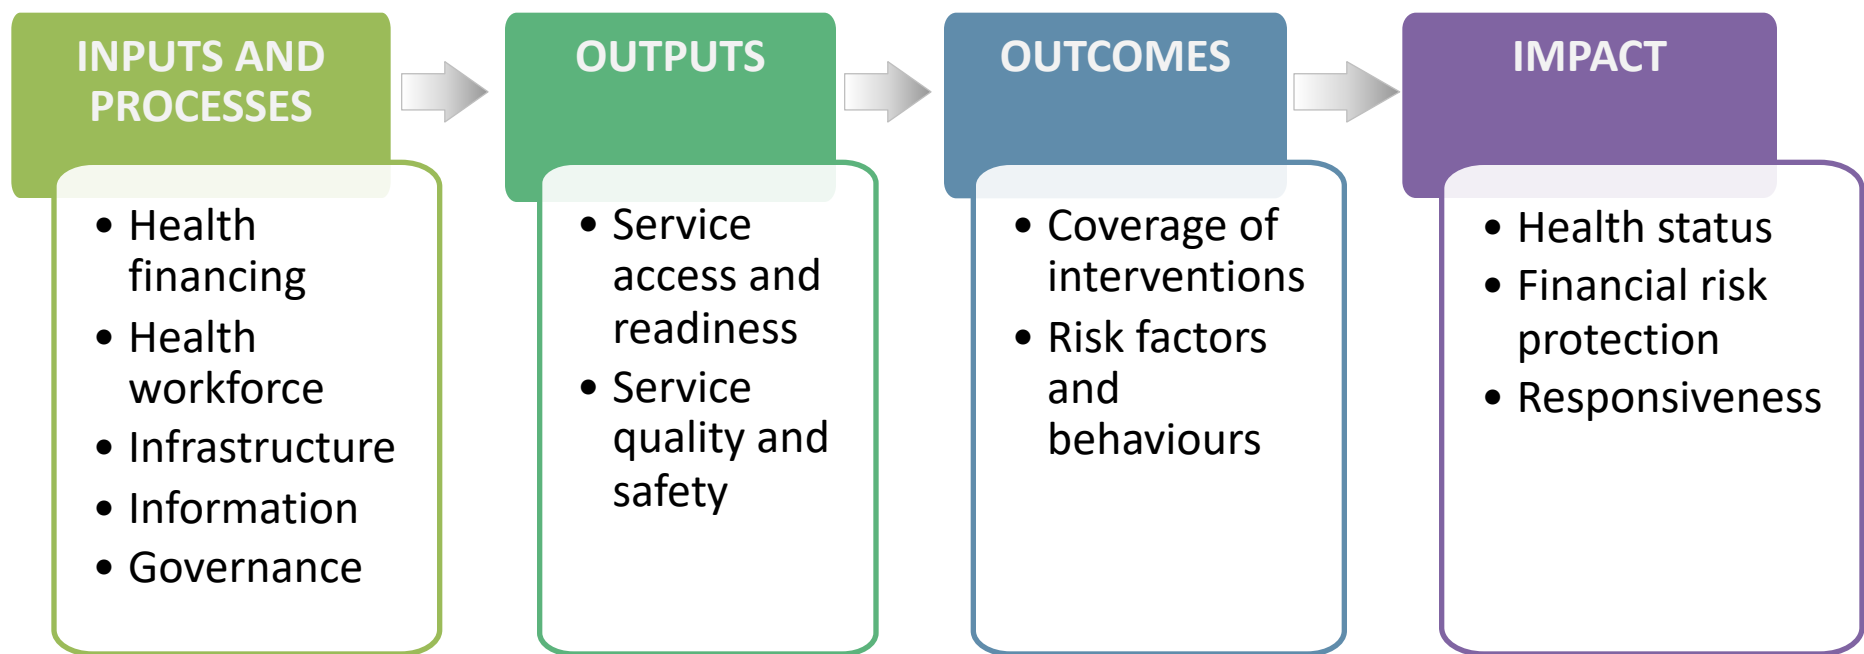 INPUTS AND
PROCESSES
• Health
financing
• Health
workforce
• Infrastructure
• Information
• Governance
OUTPUTS
• Service
access and
readiness
• Service
quality and
safety
OUTCOMES
• Coverage of
interventions
• Risk factors
and
behaviours
IMPACT
• Health status
• Financial risk
protection
• Responsiveness